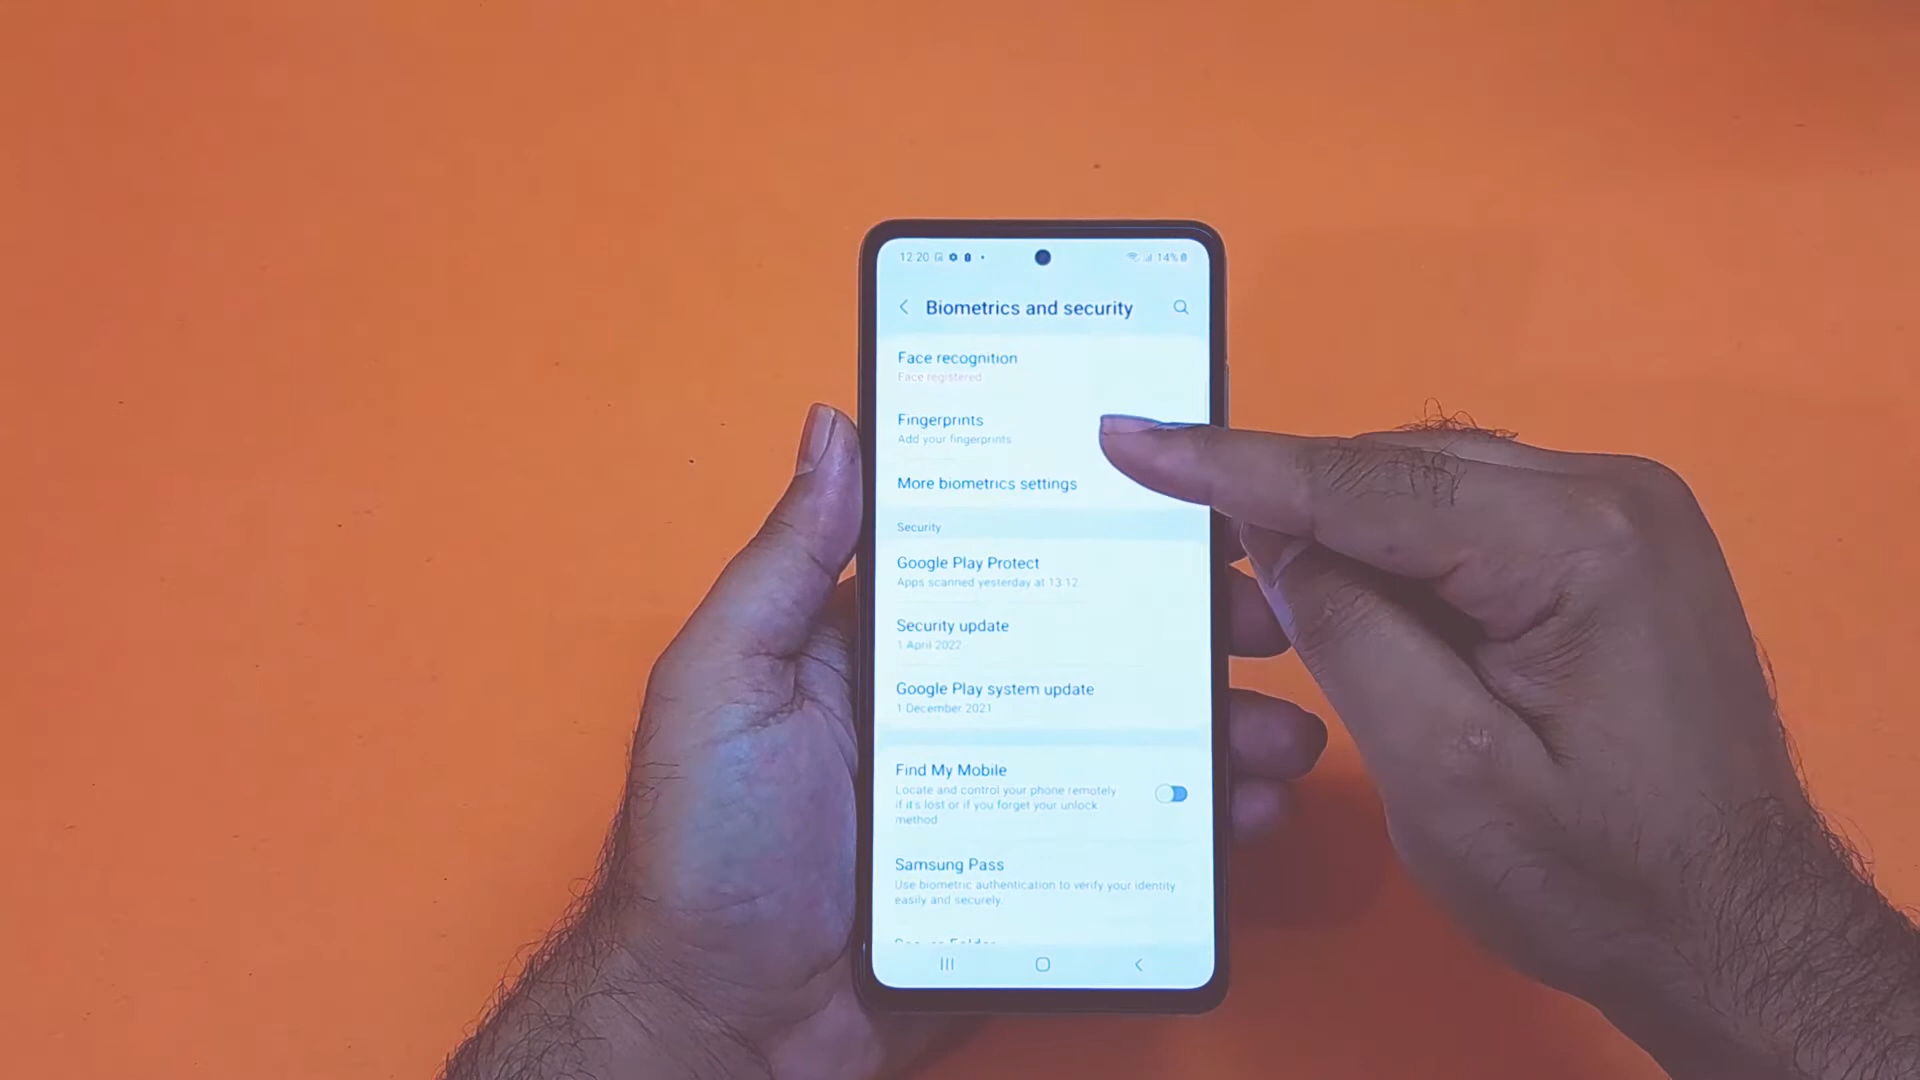 12 20
14%
Biometrics and security
Face recognition
Face registered
Fingerprints
Add your fingerprints
More biometrics settings
Security
Google Play Protect
Apps scanned yesterday at 13 12
Security update
1 April 2022
Google Play system update
1 December 2021
Find My Mobile
Locate and control your phone remotely
if it's lost or if you forget your unlock
method
Samsung Pass
Use biometric authentication to verify your identity
easily and securely.